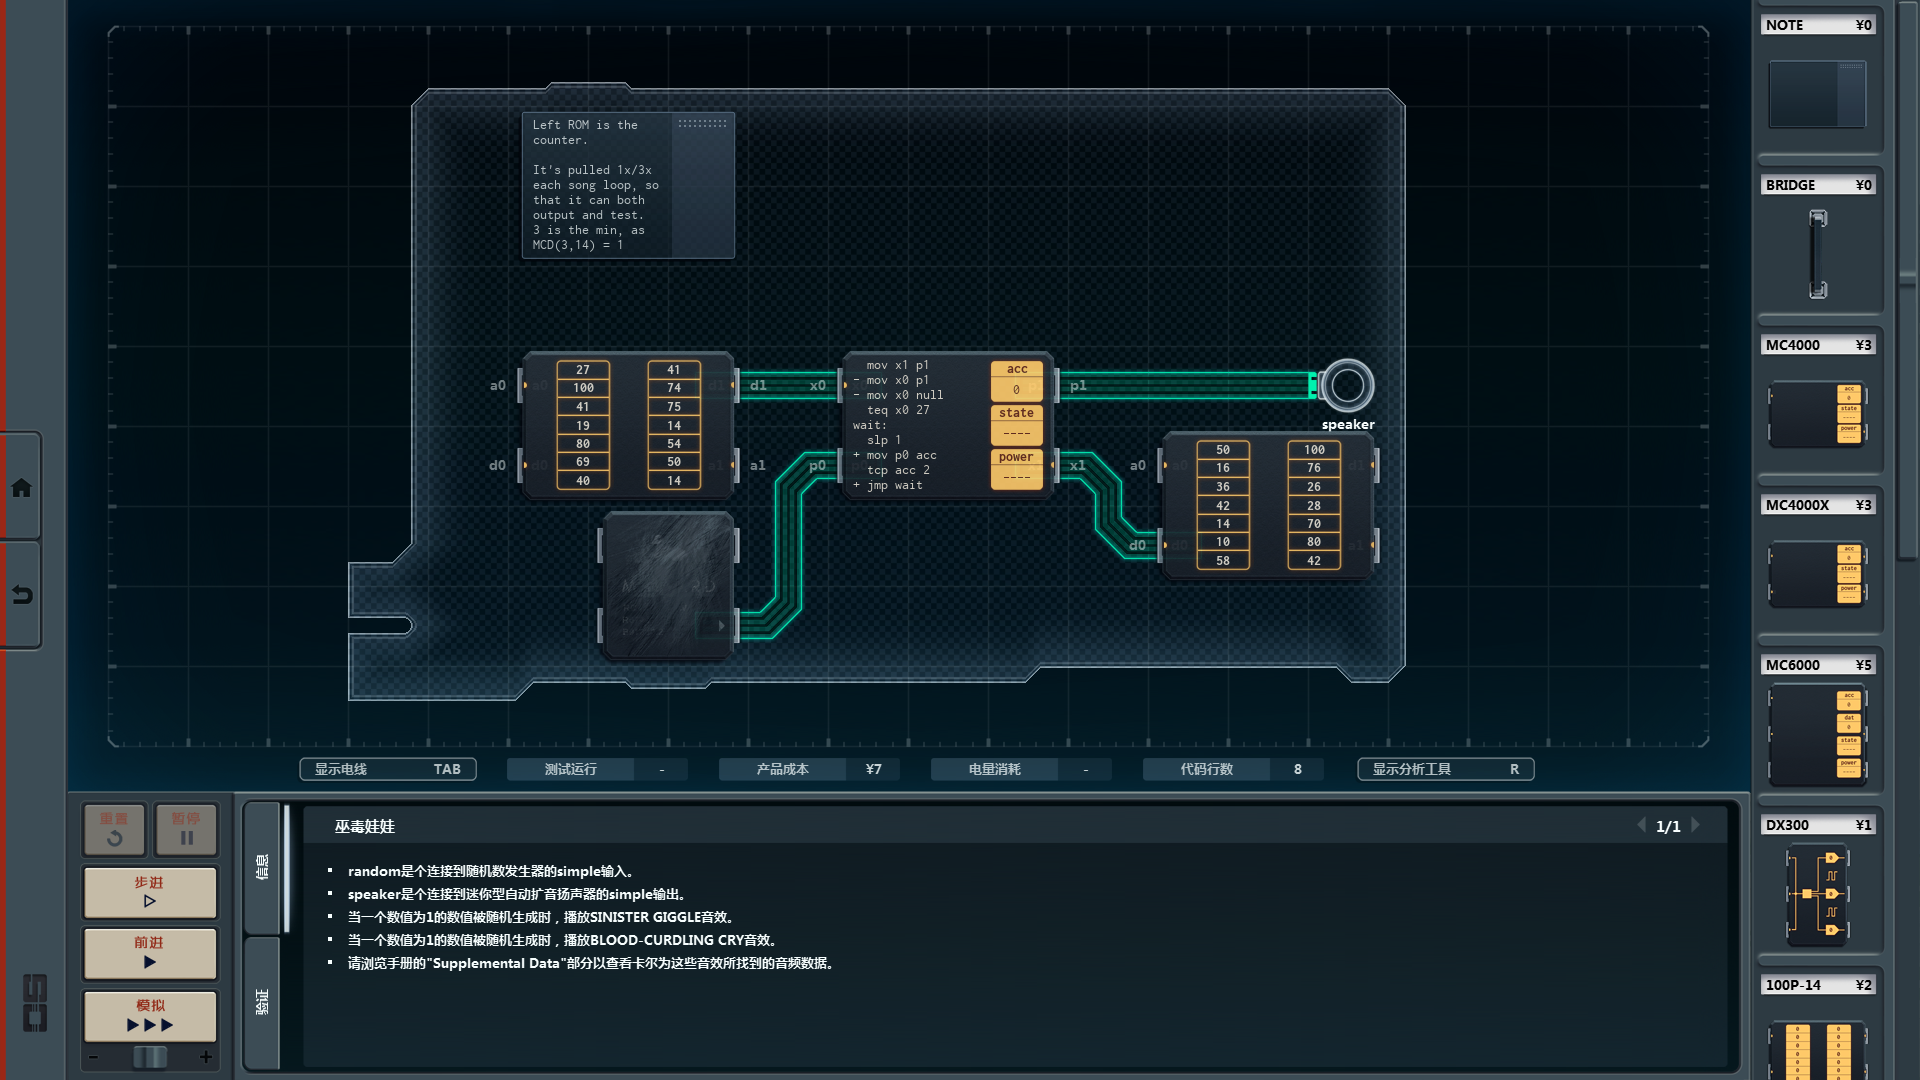 NOTE ¥0
Left ROM is the
counter.
It's pulled 1x/3x
each song loop, so
that it can both
output and test.
3 is the min, as
MCD(3,14) = 1
BRIDGE ¥0
MC4000 ¥3
a0
27 41
100 74
41 75
19 14
80 54
69 50
40 14
d1
x0
d0
a1
p0
mov x1 p1
- mov x0 p1
- mov x0 null
teq x0 27
wait:
slp 1
+ mov p0 acc
tcp acc 2
+ jmp wait
acc
0
state
----
power
----
p1
x1
speaker
a0
d0
50 100
16 76
36 26
42 28
14 70
10 80
58 42
MC4000X ¥3
MC6000 ¥5
DX300 ¥1
100P-14 ¥2
显示电线 TAB
测试运行 -
产品成本 ¥7
电量消耗 -
代码行数 8
显示分析工具 R
重置
暂停
步进
前进
模拟
- +
信息
验证
巫毒娃娃
1/1
▪ random是个连接到随机数发生器的simple输入。
▪ speaker是个连接到迷你型自动扩音扬声器的simple输出。
▪ 当一个数值为1的数值被随机生成时，播放SINISTER GIGGLE音效。
▪ 当一个数值为1的数值被随机生成时，播放BLOOD-CURDLING CRY音效。
▪ 请浏览手册的"Supplemental Data"部分以查看卡尔为这些音效所找到的音频数据。